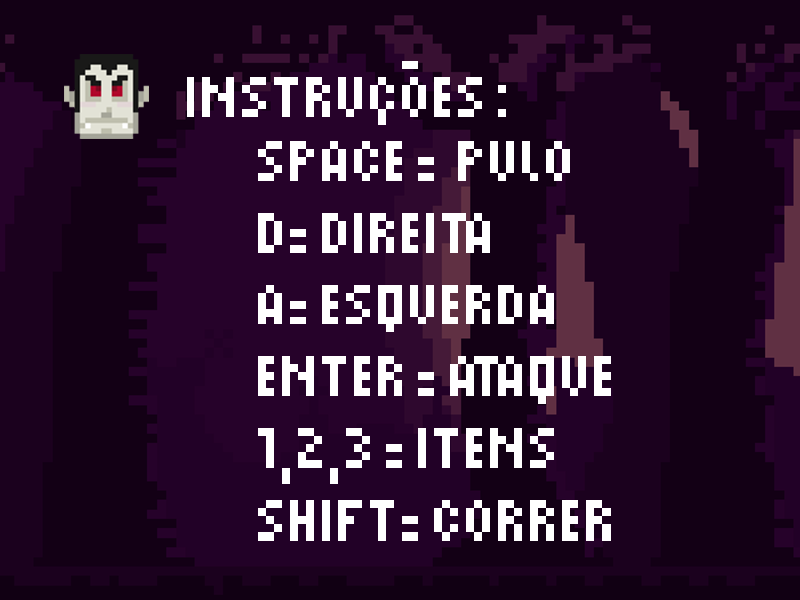 INSTRUÇÕES:
SPACE = PULO
D= DIREITA
A= ESQUERDA
ENTER = ATAQUE
1,2,3 = ITENS
SHIFT= CORRER